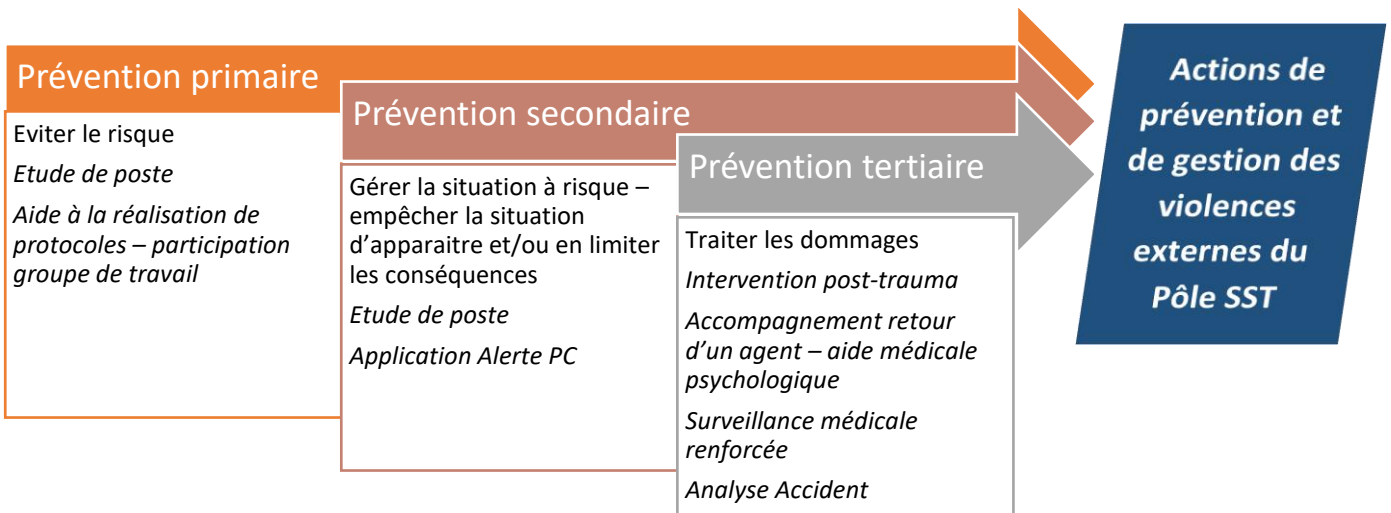 Prévention primaire
Eviter le risque
Etude de poste
Aide à la réalisation de
protocoles – participation
groupe de travail
Prévention secondaire
Gérer la situation à risque –
empêcher la situation
d’apparaitre et/ou en limiter
les conséquences
Etude de poste
Application Alerte PC
Prévention tertiaire
Traiter les dommages
Intervention post-trauma
Accompagnement retour
d’un agent – aide médicale
psychologique
Surveillance médicale
renforcée
Analyse Accident
Actions de
prévention et
de gestion des
violences
externes du
Pôle SST